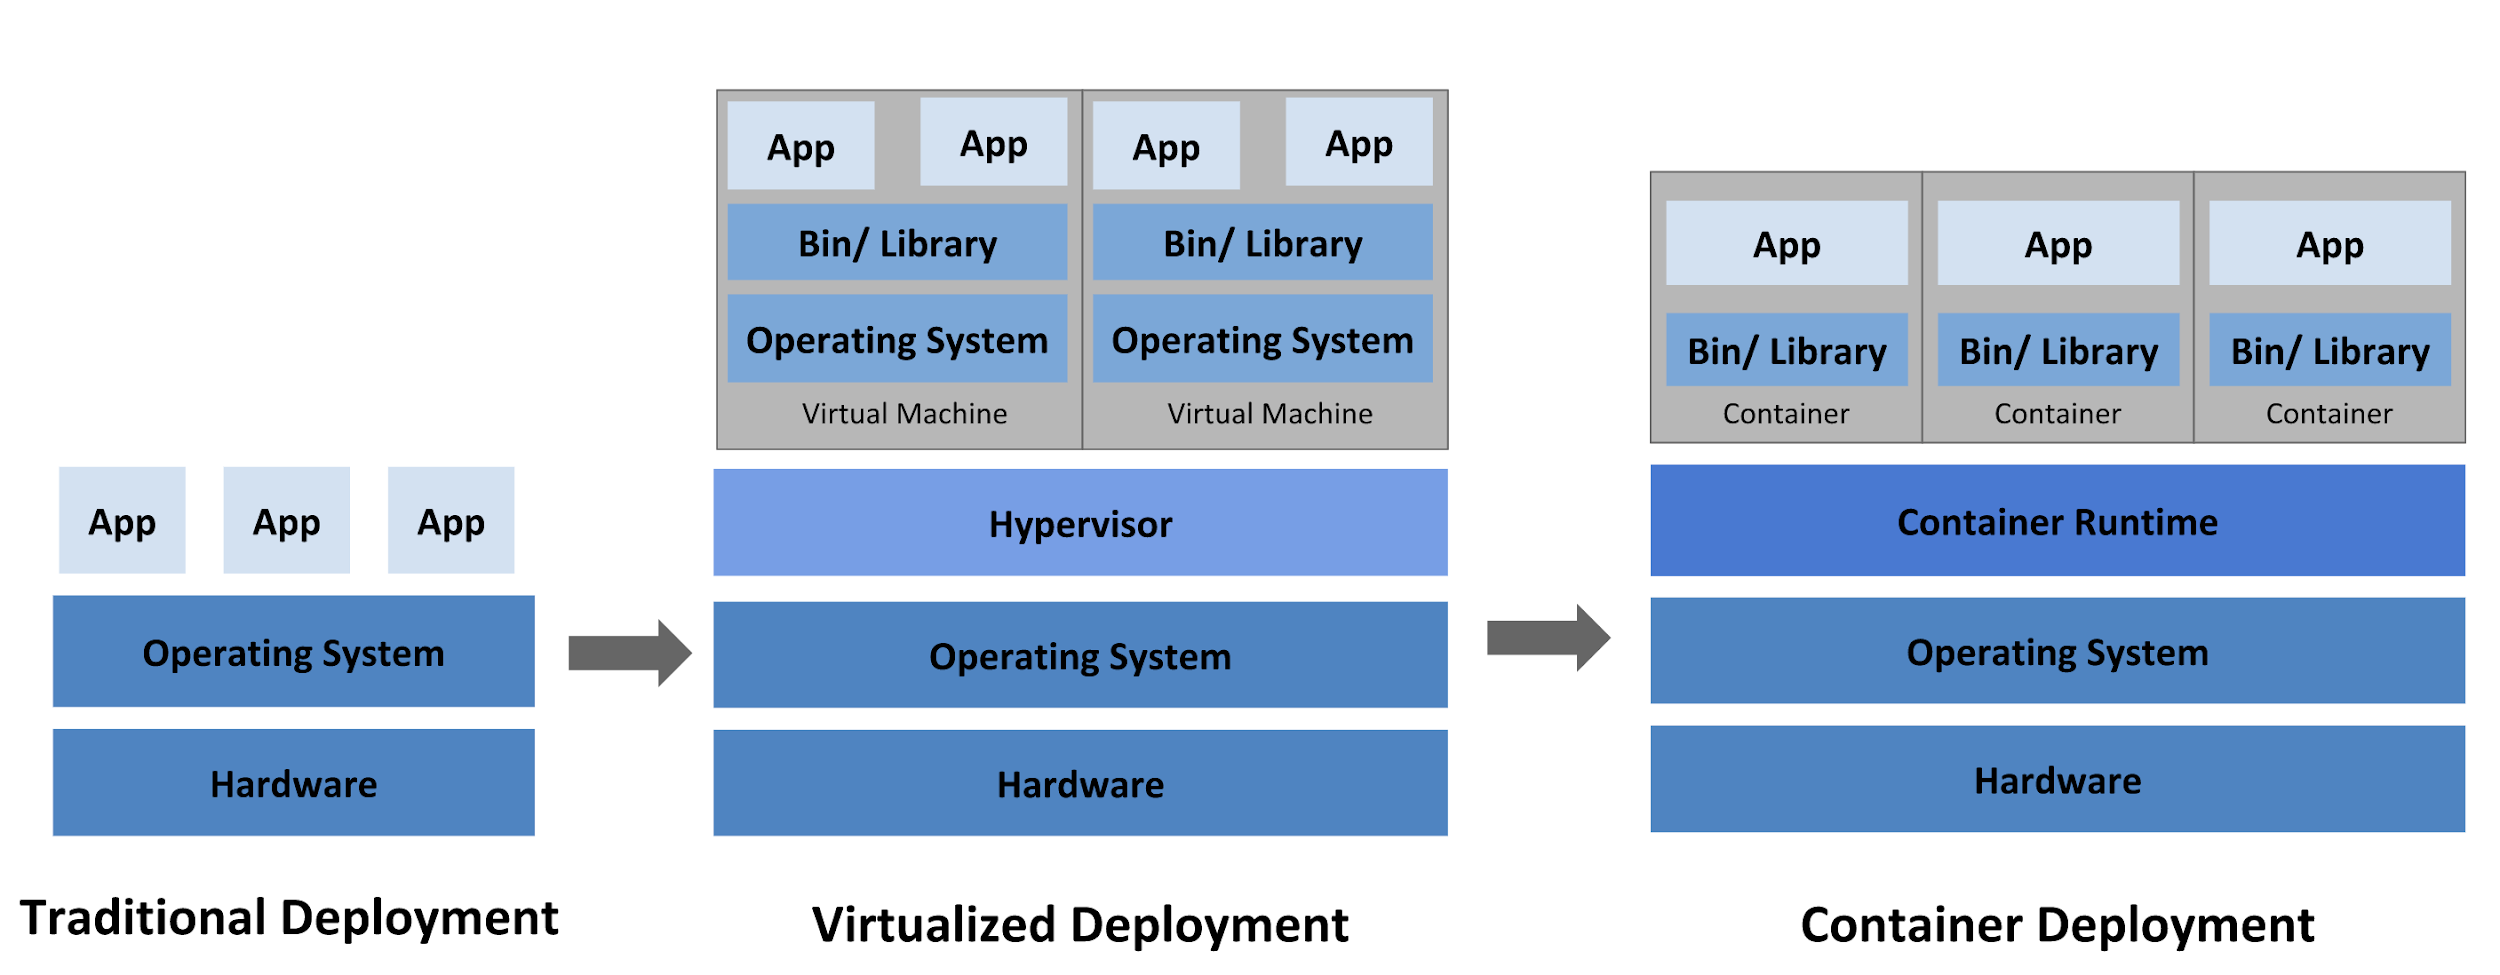 App
App
App
Operating System
Hardware
Traditional Deployment
App
App
Bin/ Library
Operating System
Virtual Machine
App
App
Bin/ Library
Operating System
Virtual Machine
Hypervisor
Operating System
Hardware
Virtualized Deployment
App
Bin/ Library
Container
App
Bin/ Library
Container
App
Bin/ Library
Container
Container Runtime
Operating System
Hardware
Container Deployment